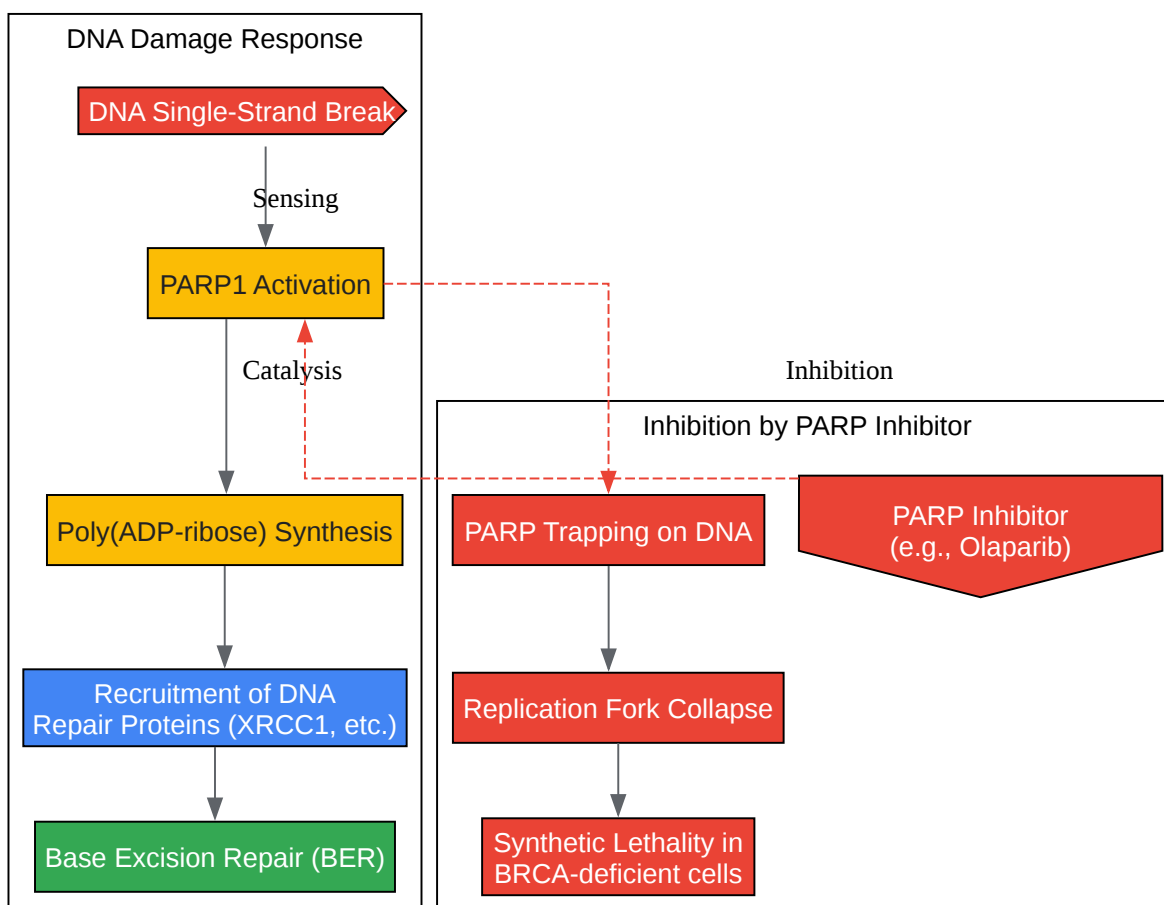 DNA Damage Response
DNA Single-Strand Break
Sensing
PARP1 Activation
Catalysis
Poly(ADP-ribose) Synthesis
Recruitment of DNA
Repair Proteins (XRCC1, etc.)
Base Excision Repair (BER)
Inhibition
Inhibition by PARP Inhibitor
PARP Trapping on DNA
PARP Inhibitor
(e.g., Olaparib)
Replication Fork Collapse
Synthetic Lethality in
BRCA-deficient cells